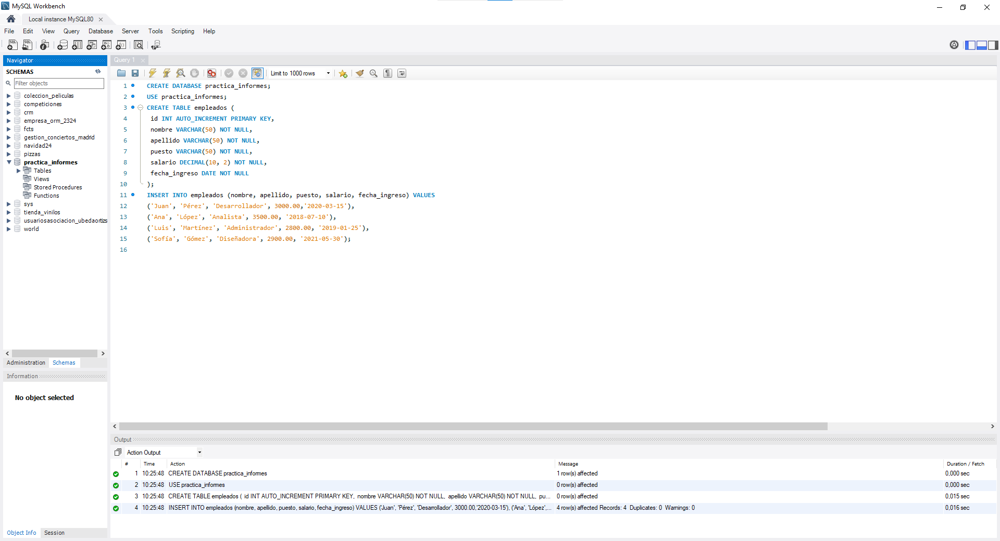 MySQL Workbench
Local instance MySQL80
File Edit View Query Database Server Tools Scripting Help
Navigator
SCHEMAS
Filter objects
coleccion_peliculas
competiciones
crm
empresa_orm_2324
fcts
gestion_conciertos_madrid
navidad24
pizzas
practica_informes
Tables
Views
Stored Procedures
Functions
sys
tienda_vinilos
usuariosasociacion_ubedaortizs
world
Administration Schemas
Information
No object selected
Object Info Session
Query 1
Limit to 1000 rows
1 CREATE DATABASE practica_informes;
2 USE practica_informes;
3 CREATE TABLE empleados (
4 id INT AUTO_INCREMENT PRIMARY KEY,
5 nombre VARCHAR(50) NOT NULL,
6 apellido VARCHAR(50) NOT NULL,
7 puesto VARCHAR(50) NOT NULL,
8 salario DECIMAL(10, 2) NOT NULL,
9 fecha_ingreso DATE NOT NULL
10 );
11 INSERT INTO empleados (nombre, apellido, puesto, salario, fecha_ingreso) VALUES
12 ('Juan', 'Pérez', 'Desarrollador', 3000.00,'2020-03-15'),
13 ('Ana', 'López', 'Analista', 3500.00, '2018-07-10'),
14 ('Luis', 'Martínez', 'Administrador', 2800.00, '2019-01-25'),
15 ('Sofía', 'Gómez', 'Diseñadora', 2900.00, '2021-05-30');
16
Output
Action Output
# Time Action Message Duration / Fetch
1 10:25:48 CREATE DATABASE practica_informes 1 row(s) affected 0,000 sec
2 10:25:48 USE practica_informes 0 row(s) affected 0,000 sec
3 10:25:48 CREATE TABLE empleados ( id INT AUTO_INCREMENT PRIMARY KEY, nombre VARCHAR(50) NOT NULL, apellido VARCHAR(50) NOT NULL, pu... 0 row(s) affected 0,015 sec
4 10:25:48 INSERT INTO empleados (nombre, apellido, puesto, salario, fecha_ingreso) VALUES ('Juan', 'Pérez', 'Desarrollador', 3000.00,'2020-03-15'), ('Ana', 'López',... 4 row(s) affected Records: 4 Duplicates: 0 Warnings: 0 0,016 sec